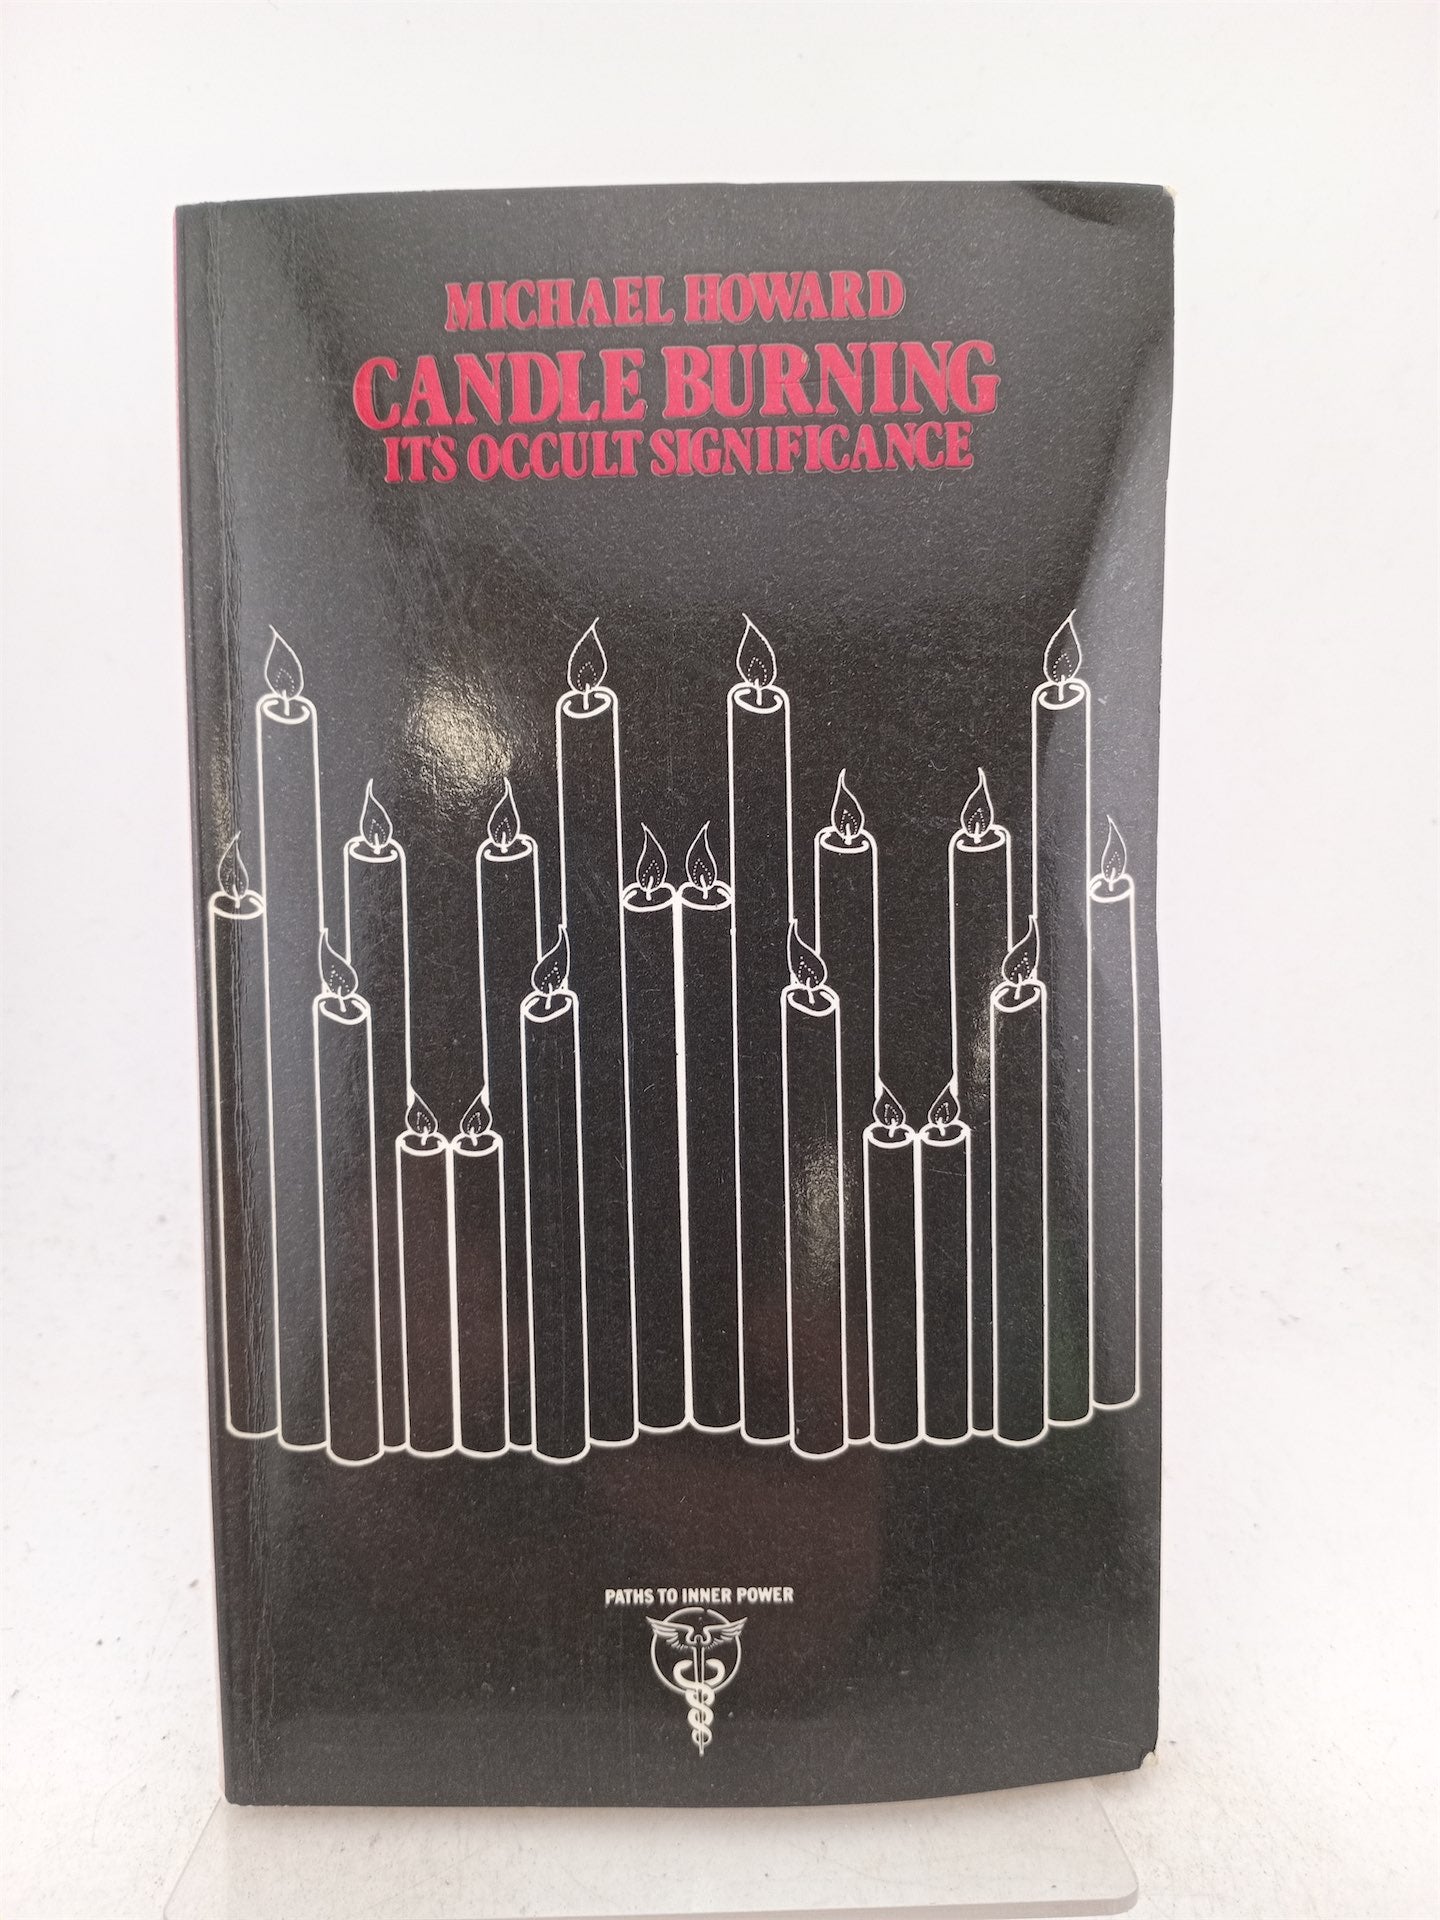 MICHAEL HOWARD
CANDLE BURNING
ITS OCCULT SIGNIFICANCE
PATHS TO INNER POWER